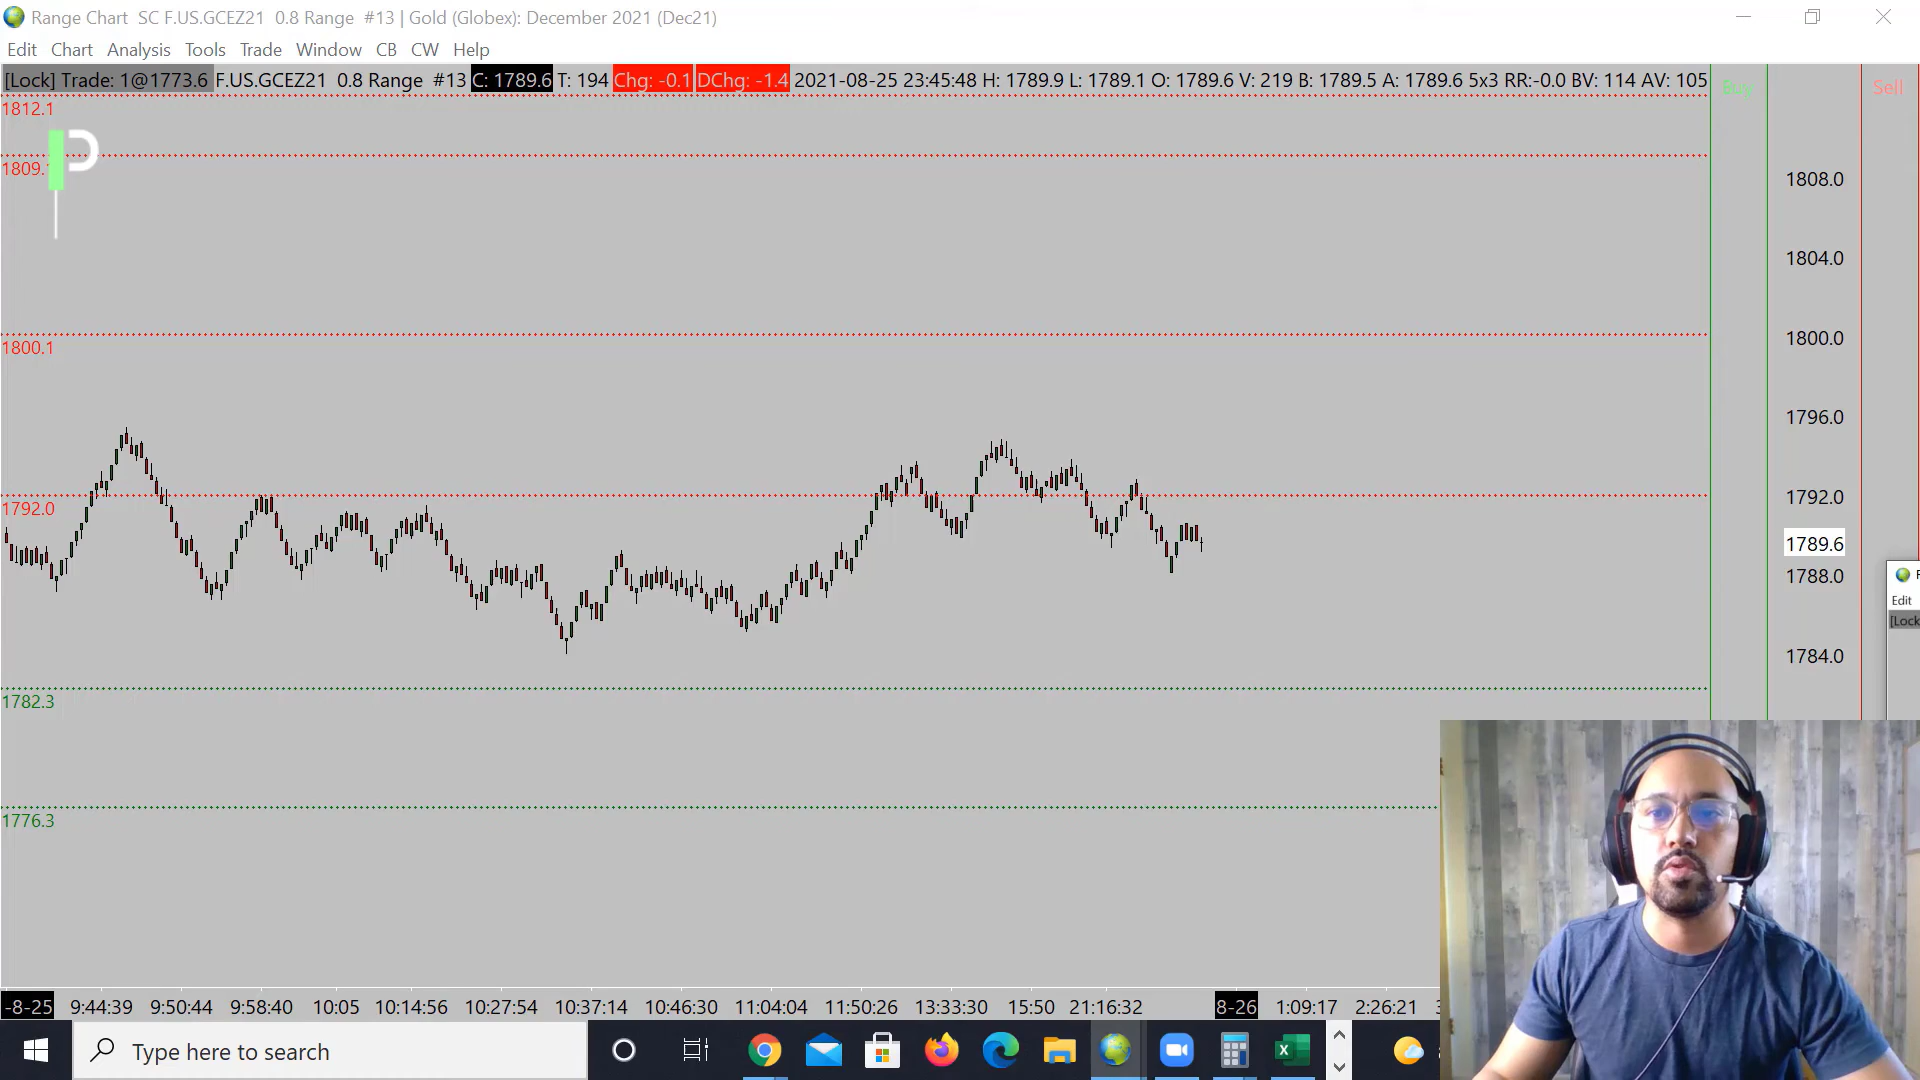 Range Chart SC F.US.GCEZ21 0.8 Range #13 | Gold (Globex): December 2021 (Dec21)
Edit Chart Analysis Tools Trade Window CB CW Help
[Lock] Trade: 1@1773.6 F.US.GCEZ21 0.8 Range #13 C: 1789.6 T: 194 Chg: -0.1 DChg: -1.4 2021-08-25 23:45:48 H: 1789.9 L: 1789.1 O: 1789.6 V: 219 B: 1789.5 A: 1789.6 5x3 RR:-0.0 BV: 114 AV: 105
Buy Sell
1812.1
1809.
1808.0
1804.0
1800.1
1800.0
1796.0
1792.0
1792.0
1789.6
1788.0
Edit
[Lock
1784.0
1782.3
1776.3
-8-25 9:44:39 9:50:44 9:58:40 10:05 10:14:56 10:27:54 10:37:14 10:46:30 11:04:04 11:50:26 13:33:30 15:50 21:16:32 8-26 1:09:17 2:26:21
Type here to search